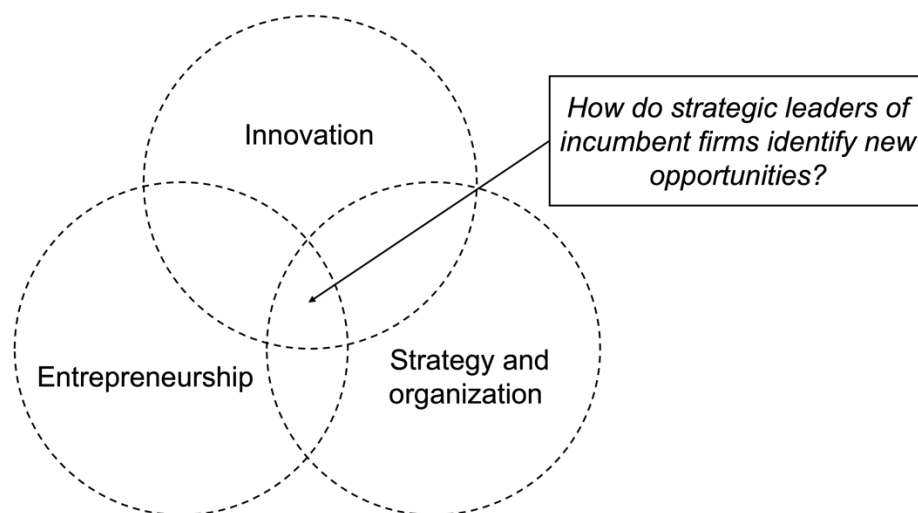 Innovation
How do strategic leaders of
incumbent firms identify new
opportunities?
Entrepreneurship
Strategy and
organization